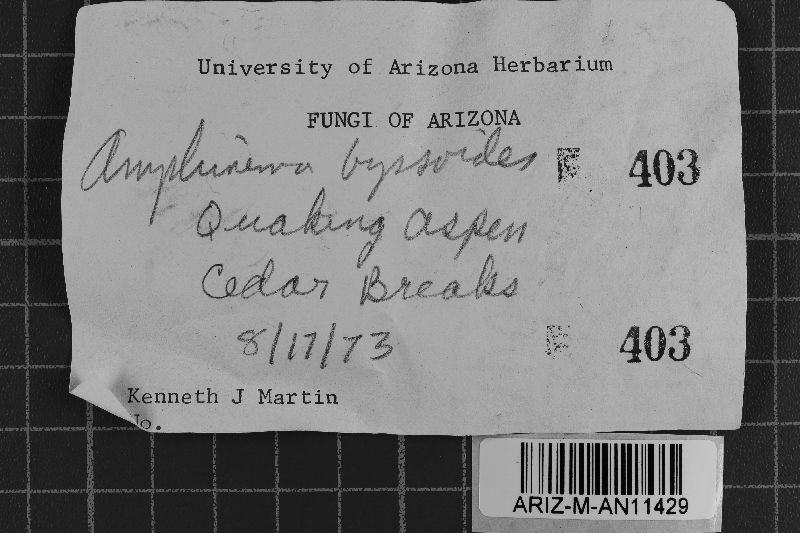 University of Arizona Herbarium
FUNGI OF ARIZONA
Amphinema byssoides F 403
Quaking aspen
Cedar Breaks
8/17/73
F 403
Kenneth J Martin
No.
ARIZ-M-AN11429